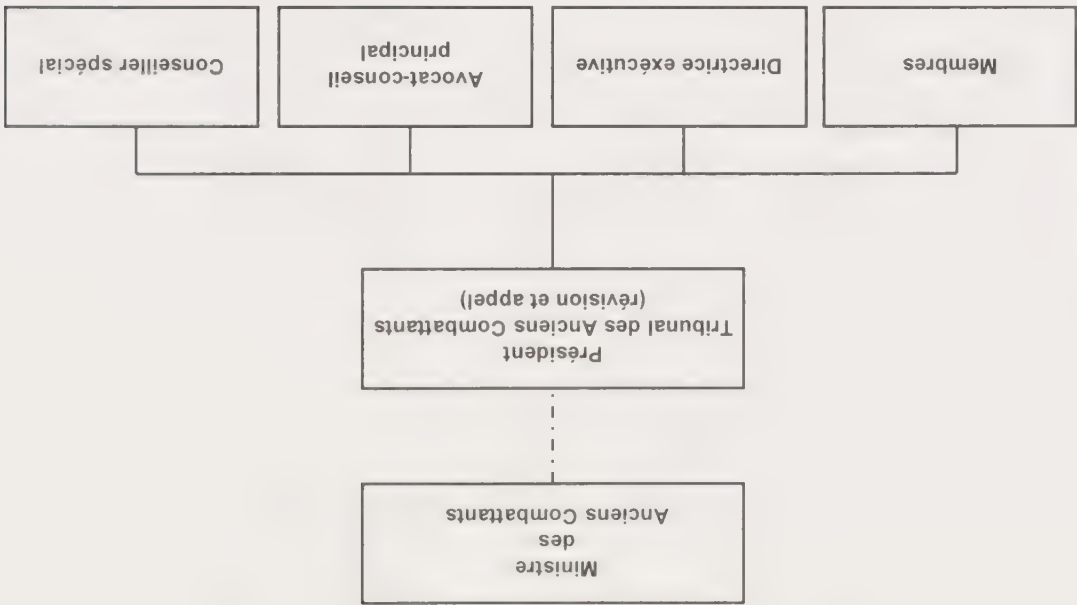 Ministre
des
Anciens Combattants
Président
Tribunal des Anciens Combattants
(révision et appel)
Membres
Directrice exécutive
Avocat-conseil
principal
Conseiller spécial